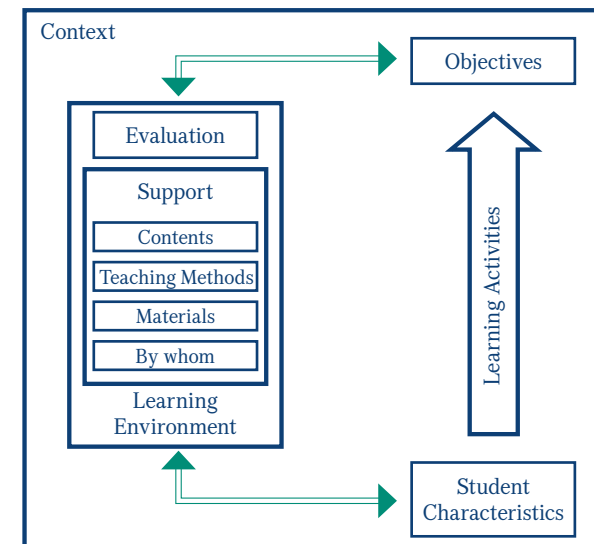 Context
Objectives
Evaluation
Support
Contents
Teaching Methods
Materials
By whom
Learning
Environment
Learning Activities
Student
Characteristics